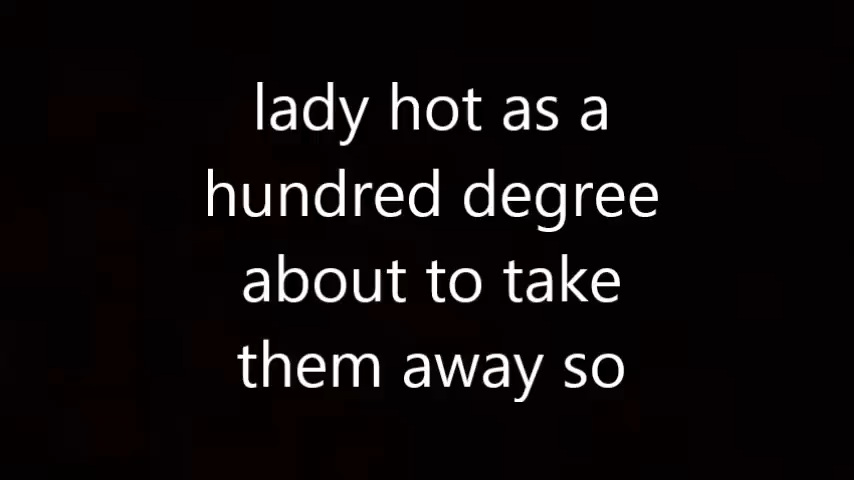 lady hot as a
hundred degree
about to take
them away so